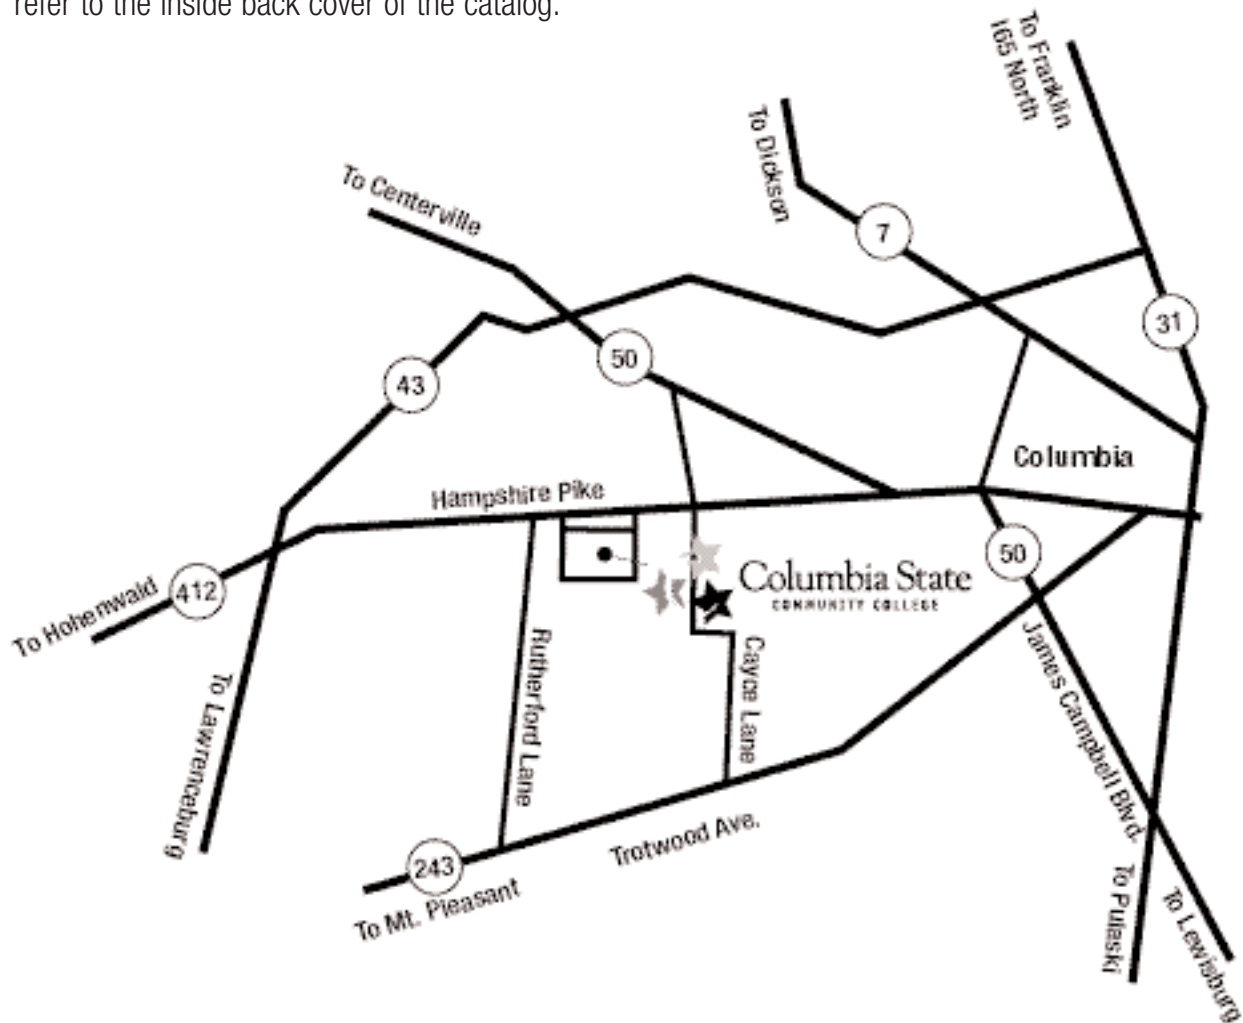 refer to the inside back cover of the catalog.
To Franklin
I65 North
To Dickson
7
To Centerville
31
50
43
Columbia
Hampshire Pike
50
Columbia State
COMMUNITY COLLEGE
412
To Hohenwald
James Campbell Blvd.
Rutherford Lane
Cayce Lane
To Lawrenceburg
Trotwood Ave.
243
To Mt. Pleasant
To Pulaski
To Lewisburg